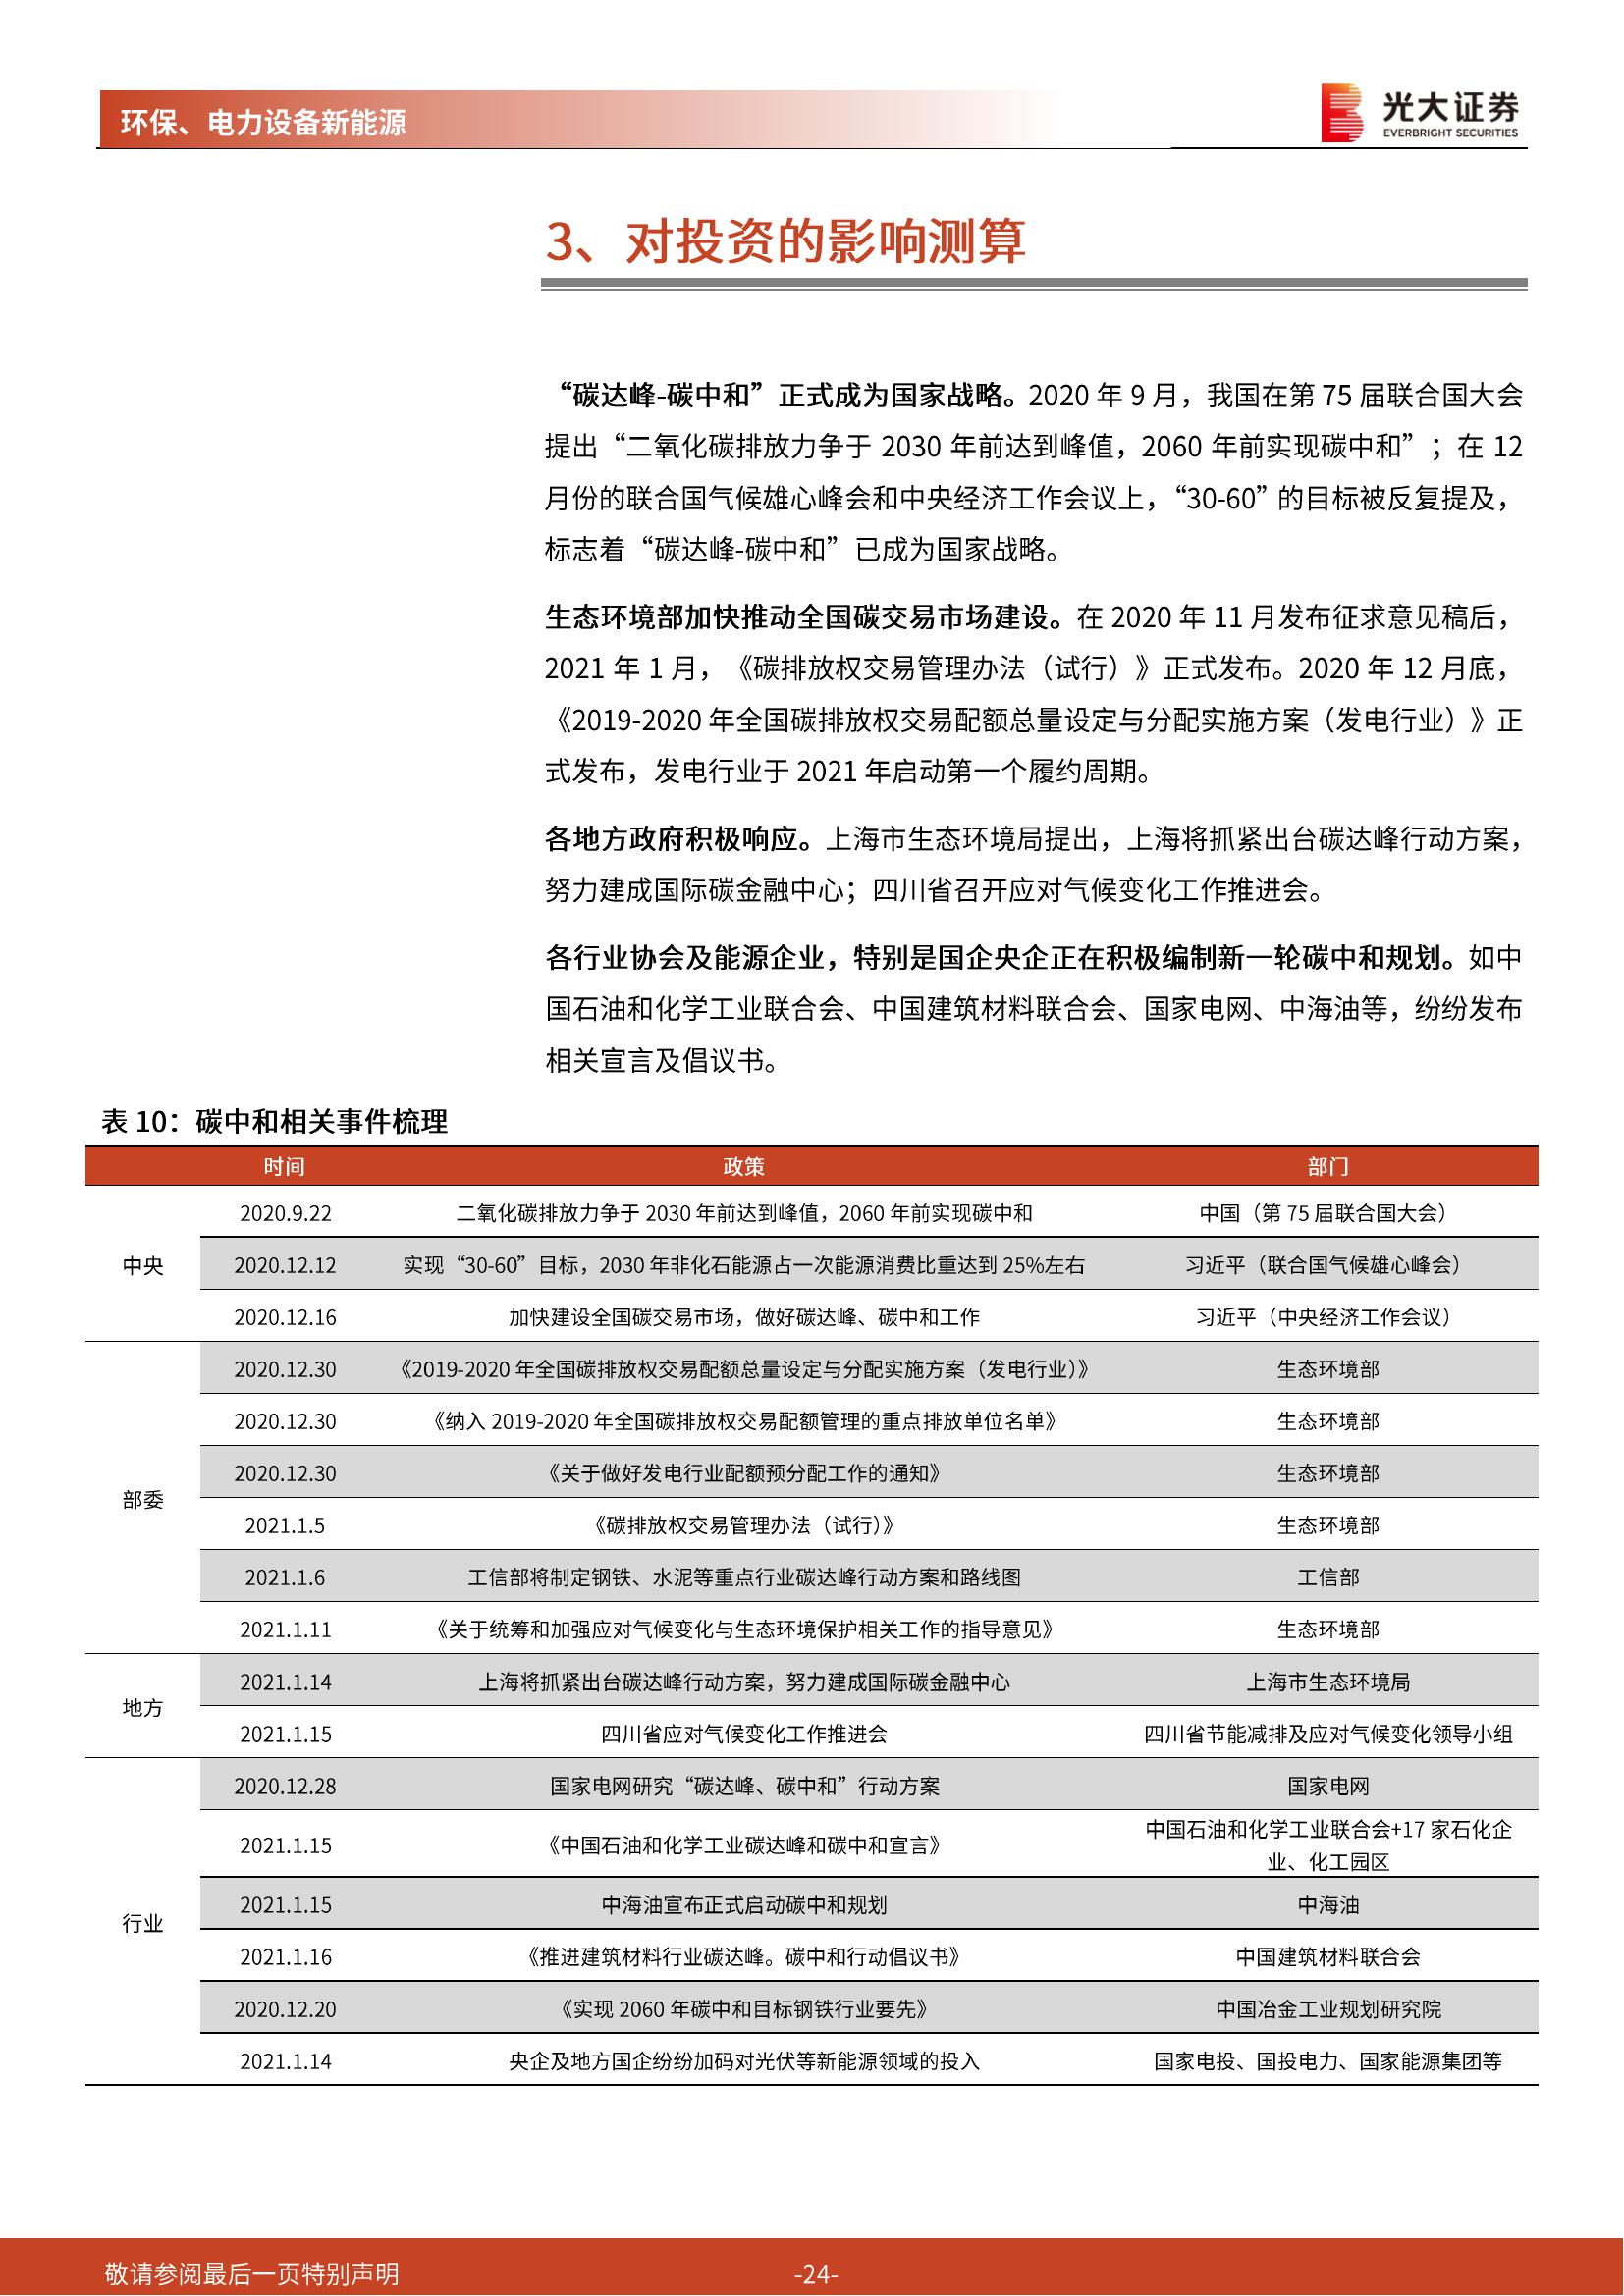 环保、电力设备新能源
光大证券
EVERBRIGHT SECURITIES
3、对投资的影响测算
“碳达峰-碳中和”正式成为国家战略。2020 年 9 月，我国在第 75 届联合国大会
提出“二氧化碳排放力争于 2030 年前达到峰值，2060 年前实现碳中和”；在 12
月份的联合国气候雄心峰会和中央经济工作会议上，“30-60”的目标被反复提及，
标志着“碳达峰-碳中和”已成为国家战略。
生态环境部加快推动全国碳交易市场建设。在 2020 年 11 月发布征求意见稿后，
2021 年 1 月，《碳排放权交易管理办法（试行）》正式发布。2020 年 12 月底，
《2019-2020 年全国碳排放权交易配额总量设定与分配实施方案（发电行业）》正
式发布，发电行业于 2021 年启动第一个履约周期。
各地方政府积极响应。上海市生态环境局提出，上海将抓紧出台碳达峰行动方案，
努力建成国际碳金融中心；四川省召开应对气候变化工作推进会。
各行业协会及能源企业，特别是国企央企正在积极编制新一轮碳中和规划。如中
国石油和化学工业联合会、中国建筑材料联合会、国家电网、中海油等，纷纷发布
相关宣言及倡议书。
表 10：碳中和相关事件梳理
时间 政策 部门
中央
2020.9.22 二氧化碳排放力争于 2030 年前达到峰值，2060 年前实现碳中和 中国（第 75 届联合国大会）
2020.12.12 实现“30-60”目标，2030 年非化石能源占一次能源消费比重达到 25%左右 习近平（联合国气候雄心峰会）
2020.12.16 加快建设全国碳交易市场，做好碳达峰、碳中和工作 习近平（中央经济工作会议）
部委
2020.12.30 《2019-2020 年全国碳排放权交易配额总量设定与分配实施方案（发电行业）》 生态环境部
2020.12.30 《纳入 2019-2020 年全国碳排放权交易配额管理的重点排放单位名单》 生态环境部
2020.12.30 《关于做好发电行业配额预分配工作的通知》 生态环境部
2021.1.5 《碳排放权交易管理办法（试行）》 生态环境部
2021.1.6 工信部将制定钢铁、水泥等重点行业碳达峰行动方案和路线图 工信部
2021.1.11 《关于统筹和加强应对气候变化与生态环境保护相关工作的指导意见》 生态环境部
地方
2021.1.14 上海将抓紧出台碳达峰行动方案，努力建成国际碳金融中心 上海市生态环境局
2021.1.15 四川省应对气候变化工作推进会 四川省节能减排及应对气候变化领导小组
行业
2020.12.28 国家电网研究“碳达峰、碳中和”行动方案 国家电网
2021.1.15 《中国石油和化学工业碳达峰和碳中和宣言》 中国石油和化学工业联合会+17 家石化企
业、化工园区
2021.1.15 中海油宣布正式启动碳中和规划 中海油
2021.1.16 《推进建筑材料行业碳达峰。碳中和行动倡议书》 中国建筑材料联合会
2020.12.20 《实现 2060 年碳中和目标钢铁行业要先》 中国冶金工业规划研究院
2021.1.14 央企及地方国企纷纷加码对光伏等新能源领域的投入 国家电投、国投电力、国家能源集团等
敬请参阅最后一页特别声明
-24-